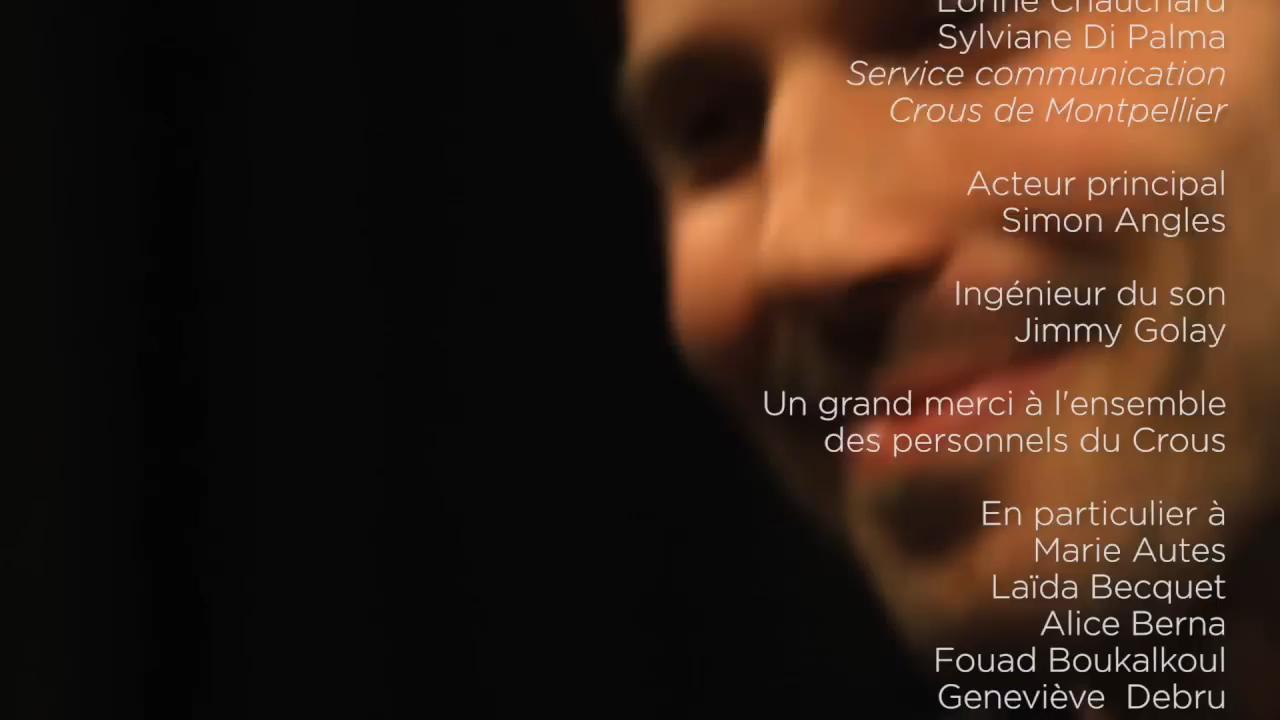 Sylviane Di Palma
Service communication
Crous de Montpellier
Acteur principal
Simon Angles
Ingénieur du son
Jimmy Golay
Un grand merci à l'ensemble
des personnels du Crous
En particulier à
Marie Autes
Laïda Becquet
Alice Berna
Fouad Boukalkoul
Geneviève  Debru